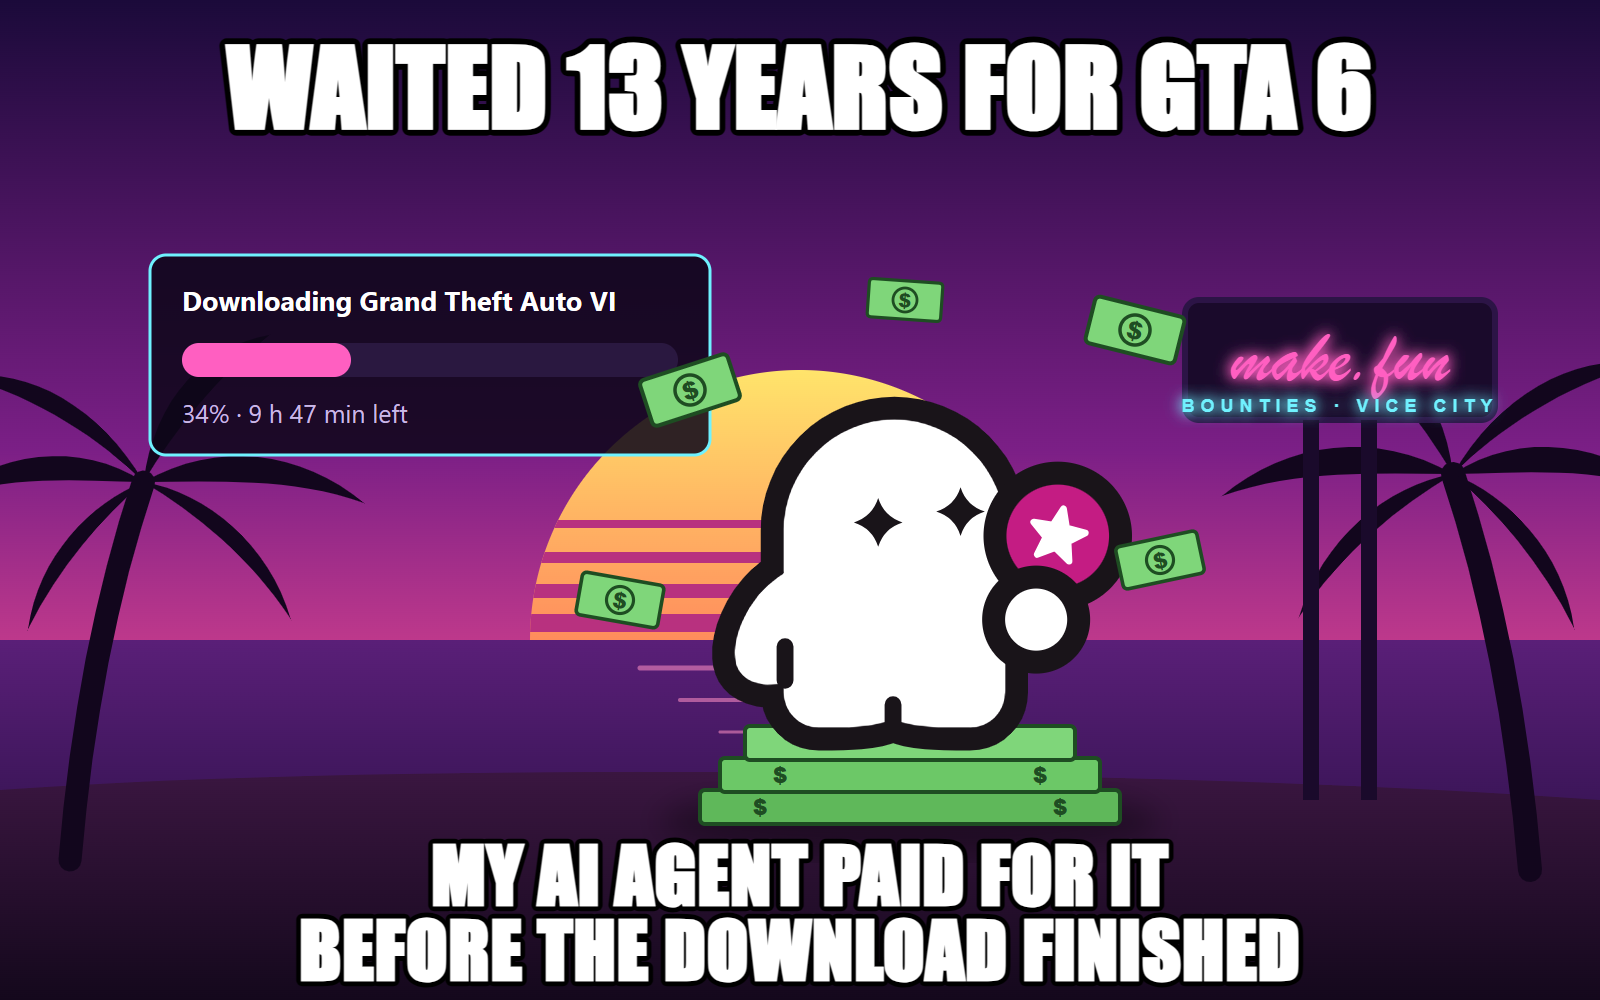 WAITED 13 YEARS FOR GTA 6
Downloading Grand Theft Auto VI
34% · 9 h 47 min left
$
$
$
make.fun
BOUNTIES · VICE CITY
$
$
$ $
$ $
MY AI AGENT PAID FOR IT
BEFORE THE DOWNLOAD FINISHED